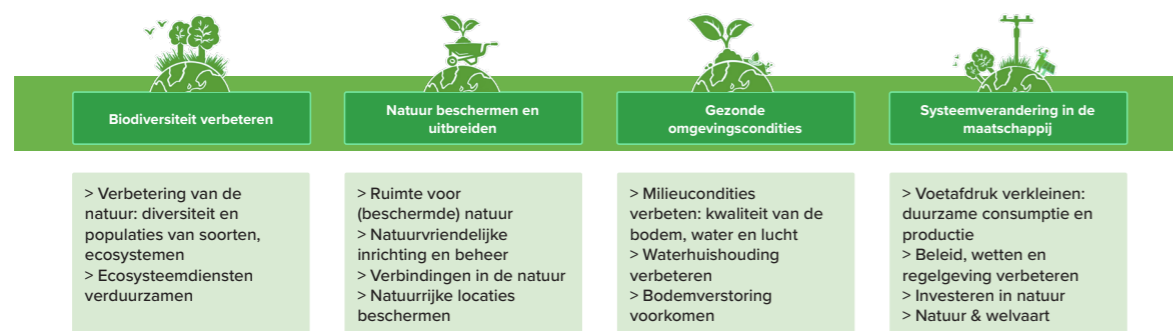 Biodiversiteit verbeteren
Natuur beschermen en
uitbreiden
Gezonde
omgevingscondities
Systeemverandering in de
maatschappij
> Verbetering van de
natuur: diversiteit en
populaties van soorten,
ecosystemen
> Ecosysteemdiensten
verduurzamen
> Ruimte voor
(beschermde) natuur
> Natuurvriendelijke
inrichting en beheer
> Verbindingen in de natuur
> Natuurrijke locaties
beschermen
> Milieucondities
verbeten: kwaliteit van de
bodem, water en lucht
> Waterhuishouding
verbeteren
> Bodemverstoring
voorkomen
> Voetafdruk verkleinen:
duurzame consumptie en
productie
> Beleid, wetten en
regelgeving verbeteren
> Investeren in natuur
> Natuur & welvaart